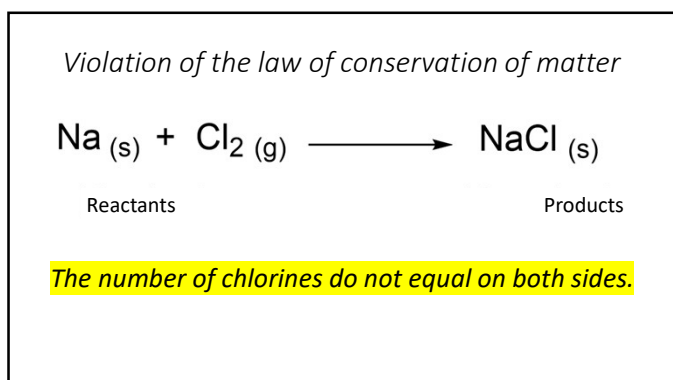 Violation of the law of conservation of matter
Na (s) + Cl2 (g) ⟶ NaCl (s)
Reactants Products
The number of chlorines do not equal on both sides.